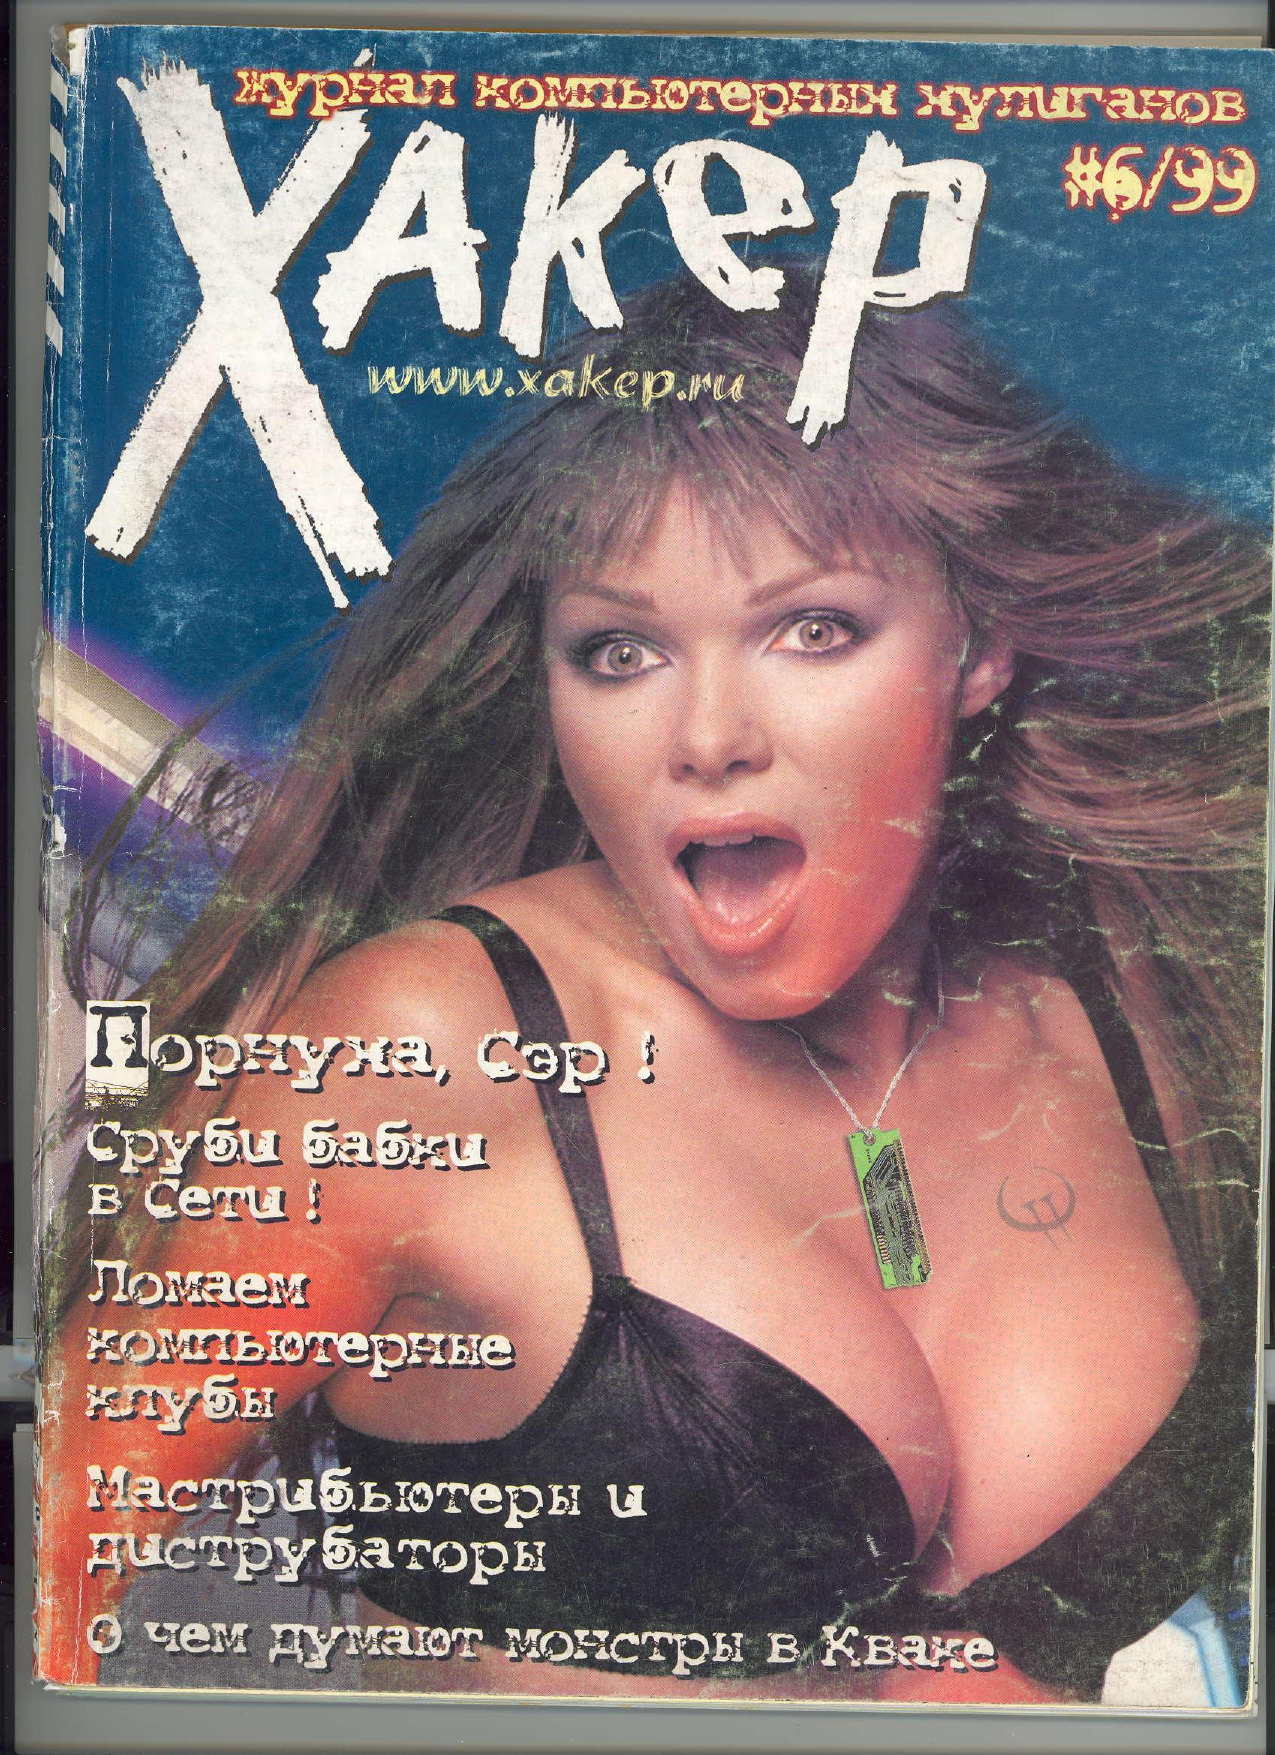 журнал компьютерных хулиганов
Хакер
#6/99
www.xakep.ru
Порнуха, Сэр !
Сруби бабки
в Сети !
Ломаем
компьютерные
клубы
Мастрибьютеры и
диструбаторы
О чем думают монстры в Кваке